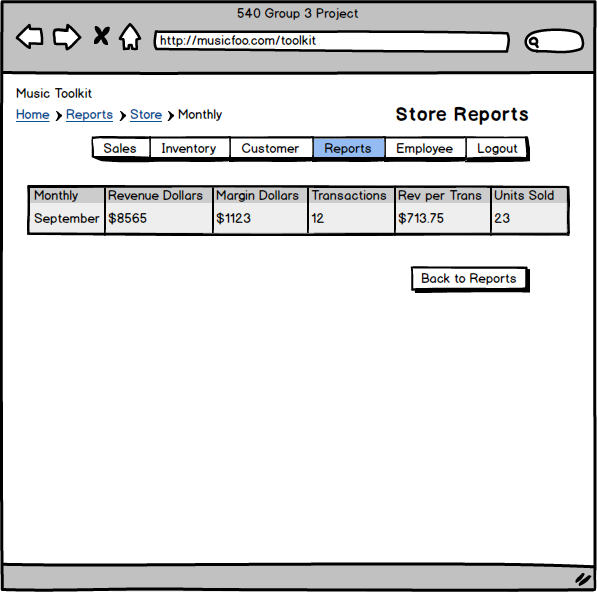 540 Group 3 Project
http://musicfoo.com/toolkit
Music Toolkit
Home Reports Store Monthly
Store Reports
Sales Inventory Customer Reports Employee Logout
Monthly Revenue Dollars Margin Dollars Transactions Rev per Trans Units Sold
September $8565 $1123 12 $713.75 23
Back to Reports